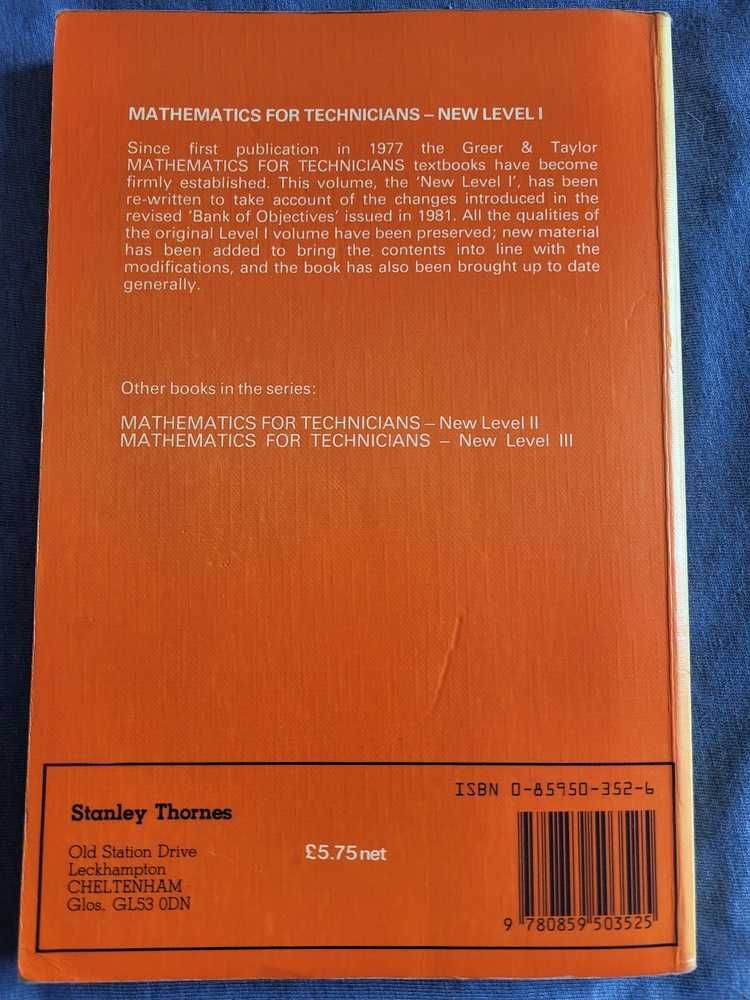 MATHEMATICS FOR TECHNICIANS – NEW LEVEL I
Since first publication in 1977 the Greer & Taylor
MATHEMATICS FOR TECHNICIANS textbooks have become
firmly established. This volume, the 'New Level I', has been
re-written to take account of the changes introduced in the
revised 'Bank of Objectives' issued in 1981. All the qualities of
the original Level I volume have been preserved; new material
has been added to bring the contents into line with the
modifications, and the book has also been brought up to date
generally.
Other books in the series:
MATHEMATICS FOR TECHNICIANS – New Level II
MATHEMATICS FOR TECHNICIANS – New Level III
Stanley Thornes
Old Station Drive
Leckhampton
CHELTENHAM
Glos. GL53 0DN
£5.75 net
ISBN 0-85950-352-6
9 780859 503525